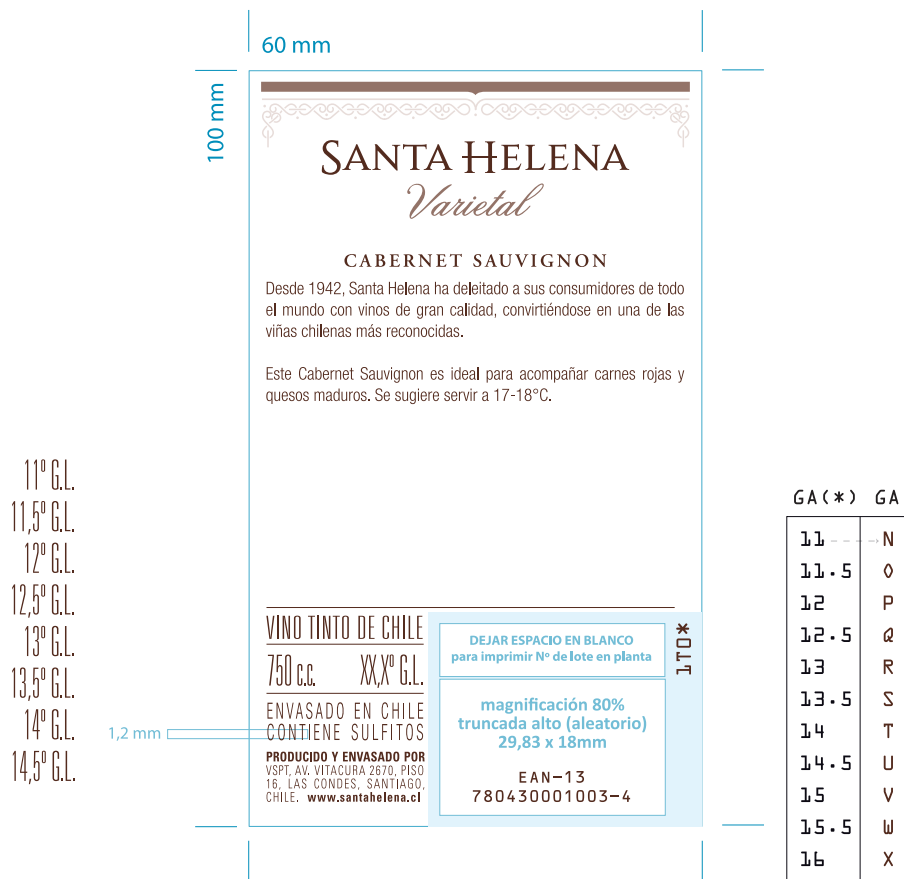 60 mm
100 mm
SANTA HELENA
Varietal
CABERNET SAUVIGNON
Desde 1942, Santa Helena ha deleitado a sus consumidores de todo
el mundo con vinos de gran calidad, convirtiéndose en una de las
viñas chilenas más reconocidas.
Este Cabernet Sauvignon es ideal para acompañar carnes rojas y
quesos maduros. Se sugiere servir a 17-18°C.
11º G.L.
11,5º G.L.
12º G.L.
12,5º G.L.
13º G.L.
13,5º G.L.
14º G.L.
14,5º G.L.
1,2 mm
VINO TINTO DE CHILE
750 c.c. XX,Xº G.L.
ENVASADO EN CHILE
CONTIENE SULFITOS
PRODUCIDO Y ENVASADO POR
VSPT, AV. VITACURA 2670, PISO
16, LAS CONDES, SANTIAGO,
CHILE. www.santahelena.cl
DEJAR ESPACIO EN BLANCO
para imprimir Nº de lote en planta
LTO*
magnificación 80%
truncada alto (aleatorio)
29,83 x 18mm
EAN-13
780430001003-4
GA(*) GA
11 N
11.5 O
12 P
12.5 Q
13 R
13.5 S
14 T
14.5 U
15 V
15.5 W
16 X